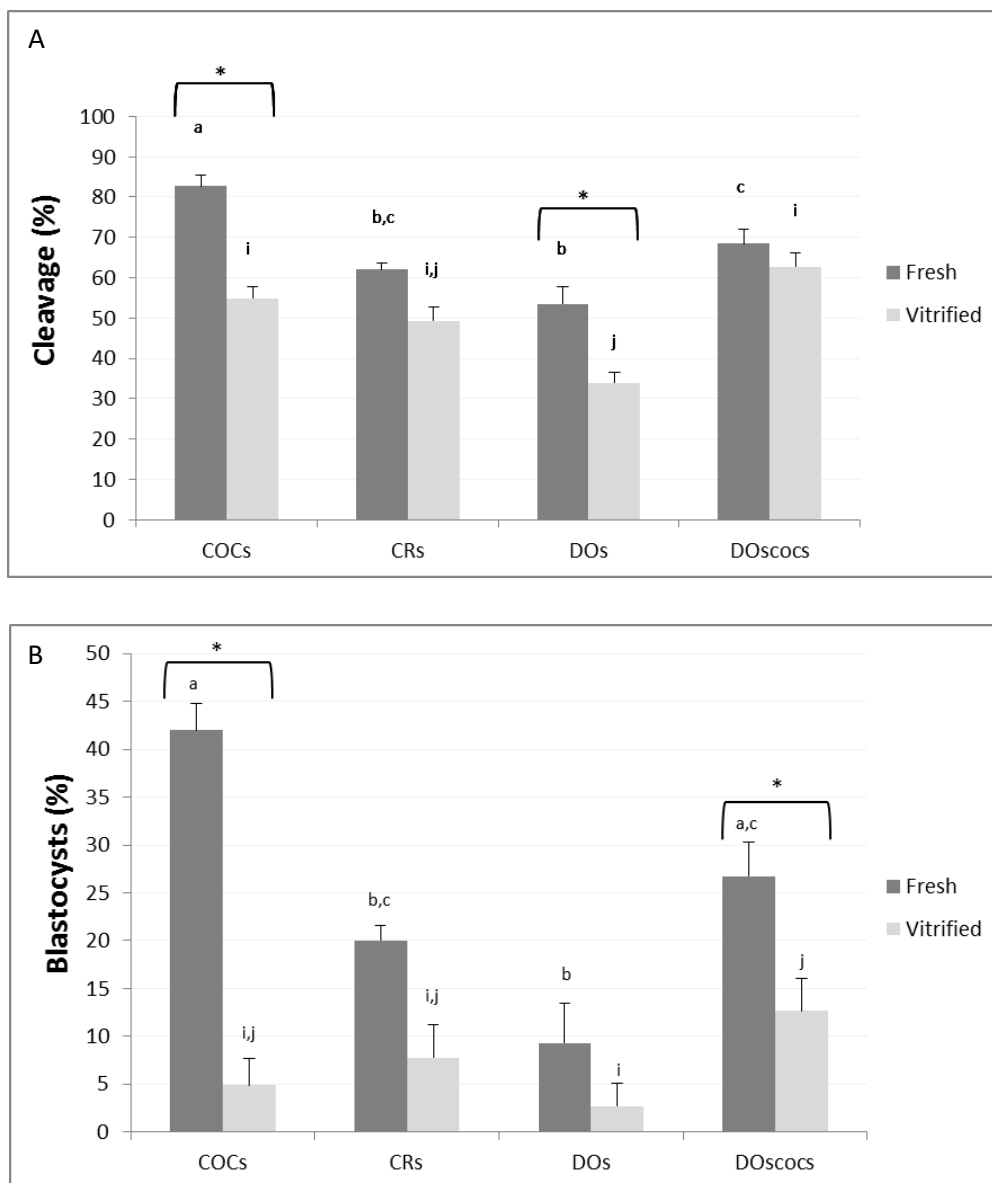 A
*
100
a
90
c
*
80
b,c
i
70
i
b
i,j
60
Fresh
50
j
Vitrified
40
30
20
10
0
Cleavage (%)
COCs CRs DOs DOscocs
B
50
*
a
45
40
*
35
a,c
30
25
Fresh
b,c
20
Vitrified
b
j
15
i,j
i,j
10
i
5
0
Blastocysts (%)
COCs CRs DOs DOscocs